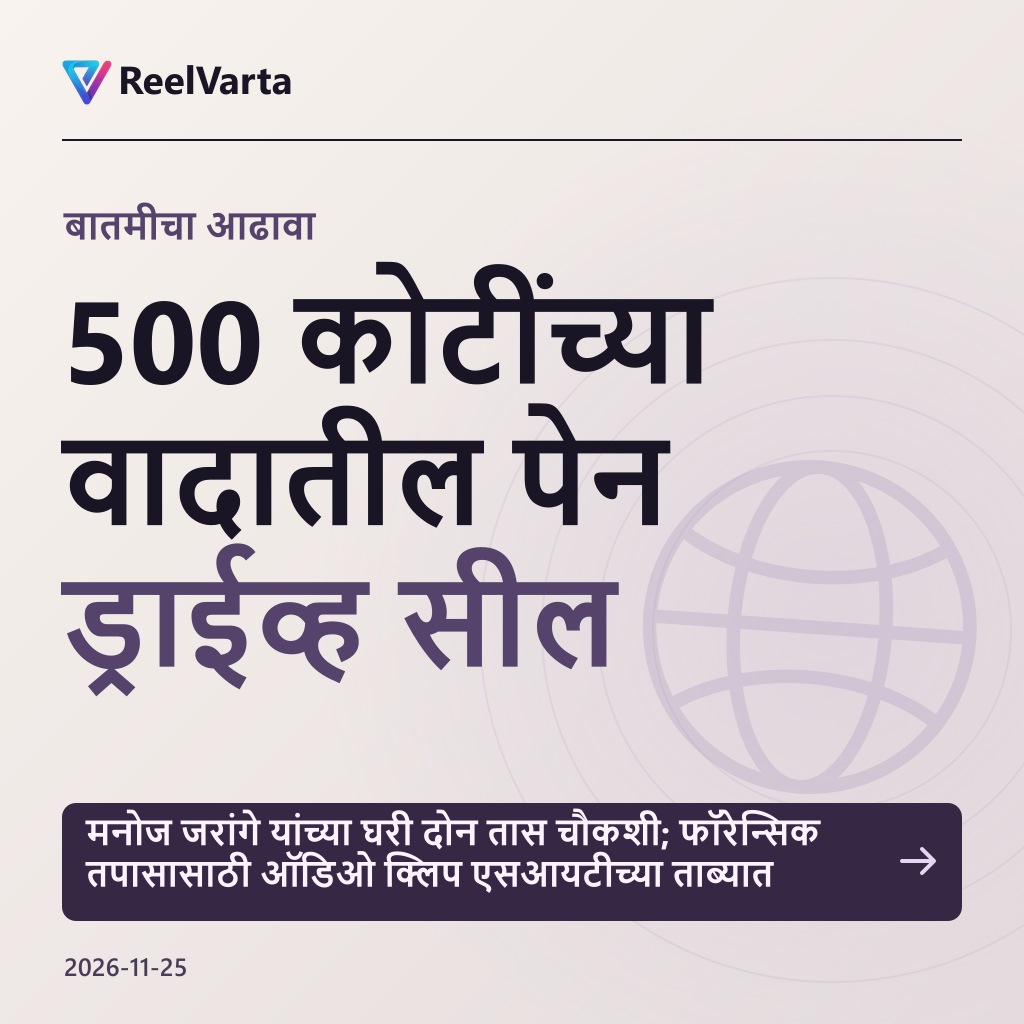 ReelVarta
बातमीचा आढावा
500 कोटींच्या
वादातील पेन
ड्राईव्ह सील
मनोज जरांगे यांच्या घरी दोन तास चौकशी; फॉरेन्सिक
तपासासाठी ऑडिओ क्लिप एसआयटीच्या ताब्यात
2026-11-25